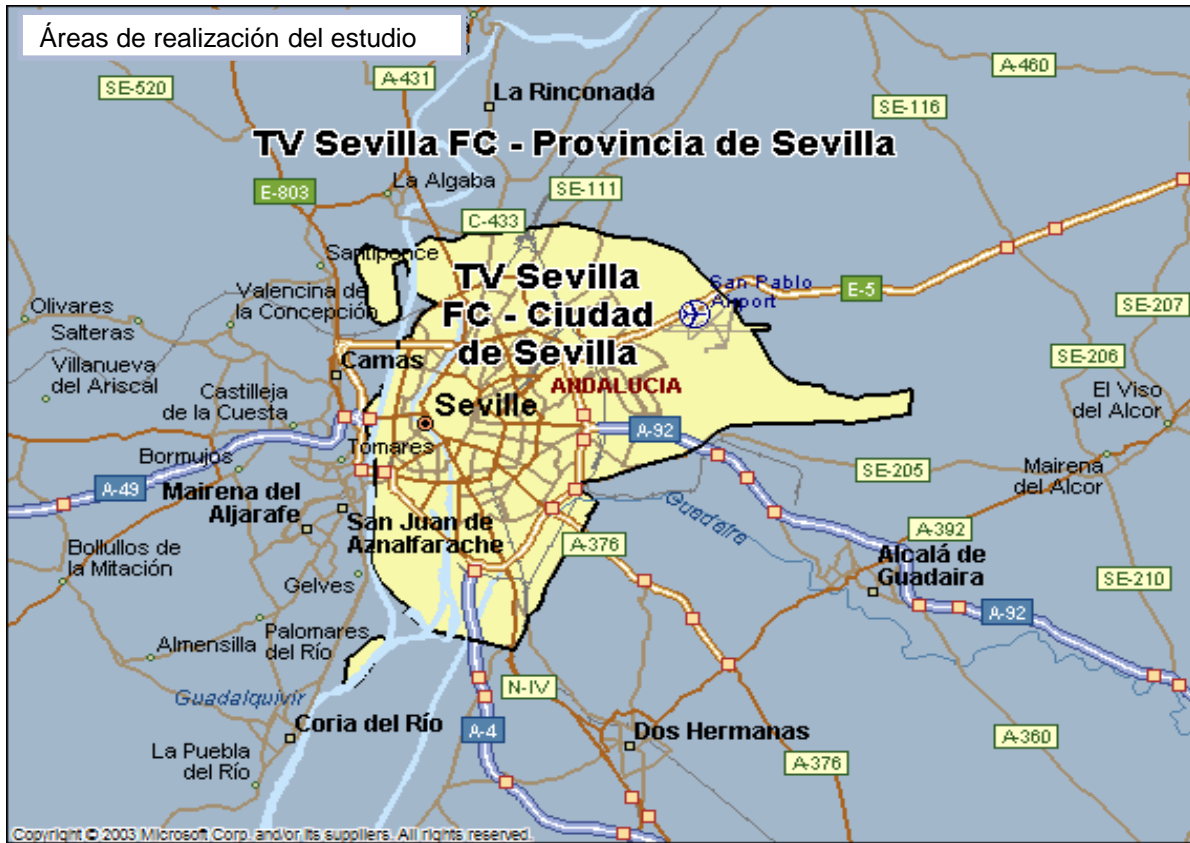 Áreas de realización del estudio
A-431
A-460
SE-520
La Rinconada
SE-116
TV Sevilla FC - Provincia de Sevilla
La Algaba
E-803
SE-111
C-433
Santiponce
TV Sevilla
FC - Ciudad
de Sevilla
San Pablo
Airport
E-5
Valencina de
la Concepción
Olivares
Salteras
SE-207
Villanueva
del Ariscal
Camas
SE-206
ANDALUCIA
Castilleja
de la Cuesta
Seville
El Viso
del Alcor
A-92
Tomares
Bormujos
SE-205
Mairena
del Alcor
A-49
Mairena del
Aljarafe
San Juan de
Aznalfarache
Guadaira
A-392
A-376
Bollullos de
la Mitación
Alcalá de
Guadaira
Gelves
SE-210
A-92
Almensilla
Palomares
del Río
Guadalquivir
N-IV
Coria del Río
A-4
Dos Hermanas
A-360
La Puebla
del Río
A-376
Copyright © 2003 Microsoft Corp. and/or its suppliers. All rights reserved.